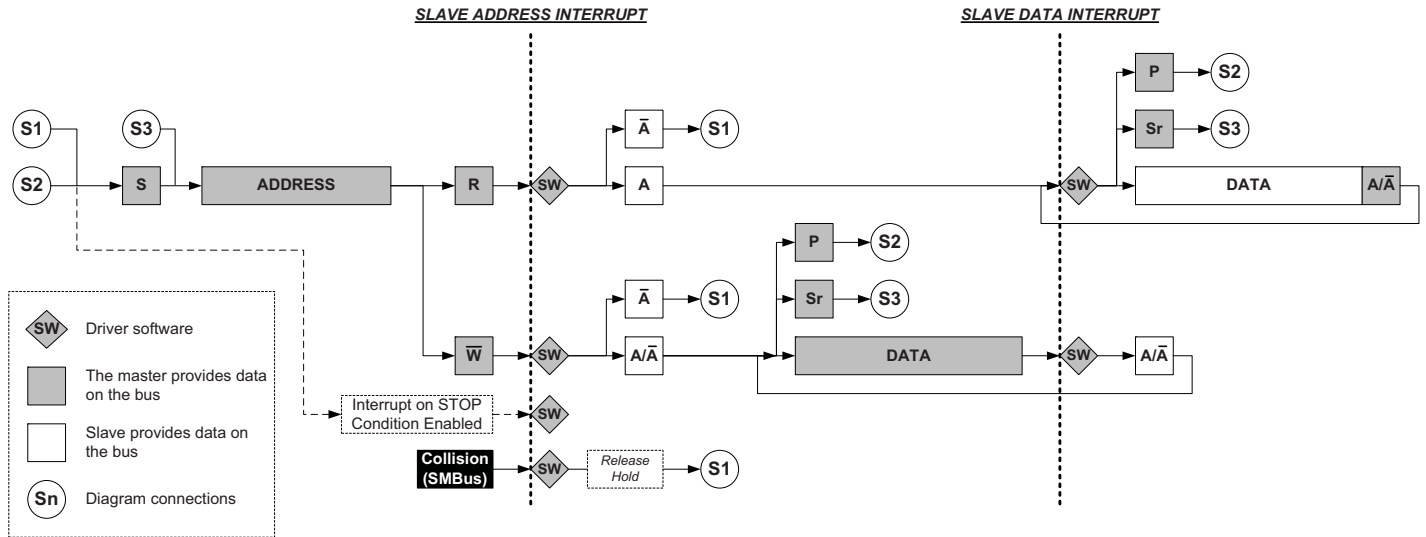 SLAVE ADDRESS INTERRUPT
SLAVE DATA INTERRUPT
P
S2
S1
S3
A̅
S1
Sr
S3
S2
S
ADDRESS
R
SW
A
SW
DATA
A/A̅
P
S2
A̅
S1
Sr
S3
W̅
SW
A/A̅
DATA
SW
A/A̅
Interrupt on STOP
Condition Enabled
SW
Collision
(SMBus)
SW
Release
Hold
S1
SW
Driver software
The master provides data
on the bus
Slave provides data on
the bus
Sn
Diagram connections